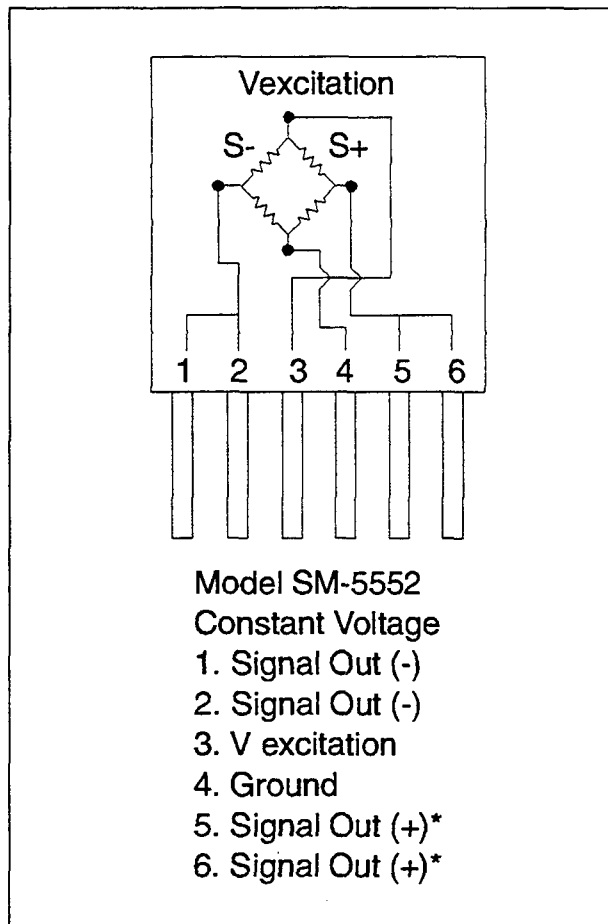 Vexcitation
S- S+
1 2 3 4 5 6
Model SM-5552
Constant Voltage
1. Signal Out (-)
2. Signal Out (-)
3. V excitation
4. Ground
5. Signal Out (+)*
6. Signal Out (+)*